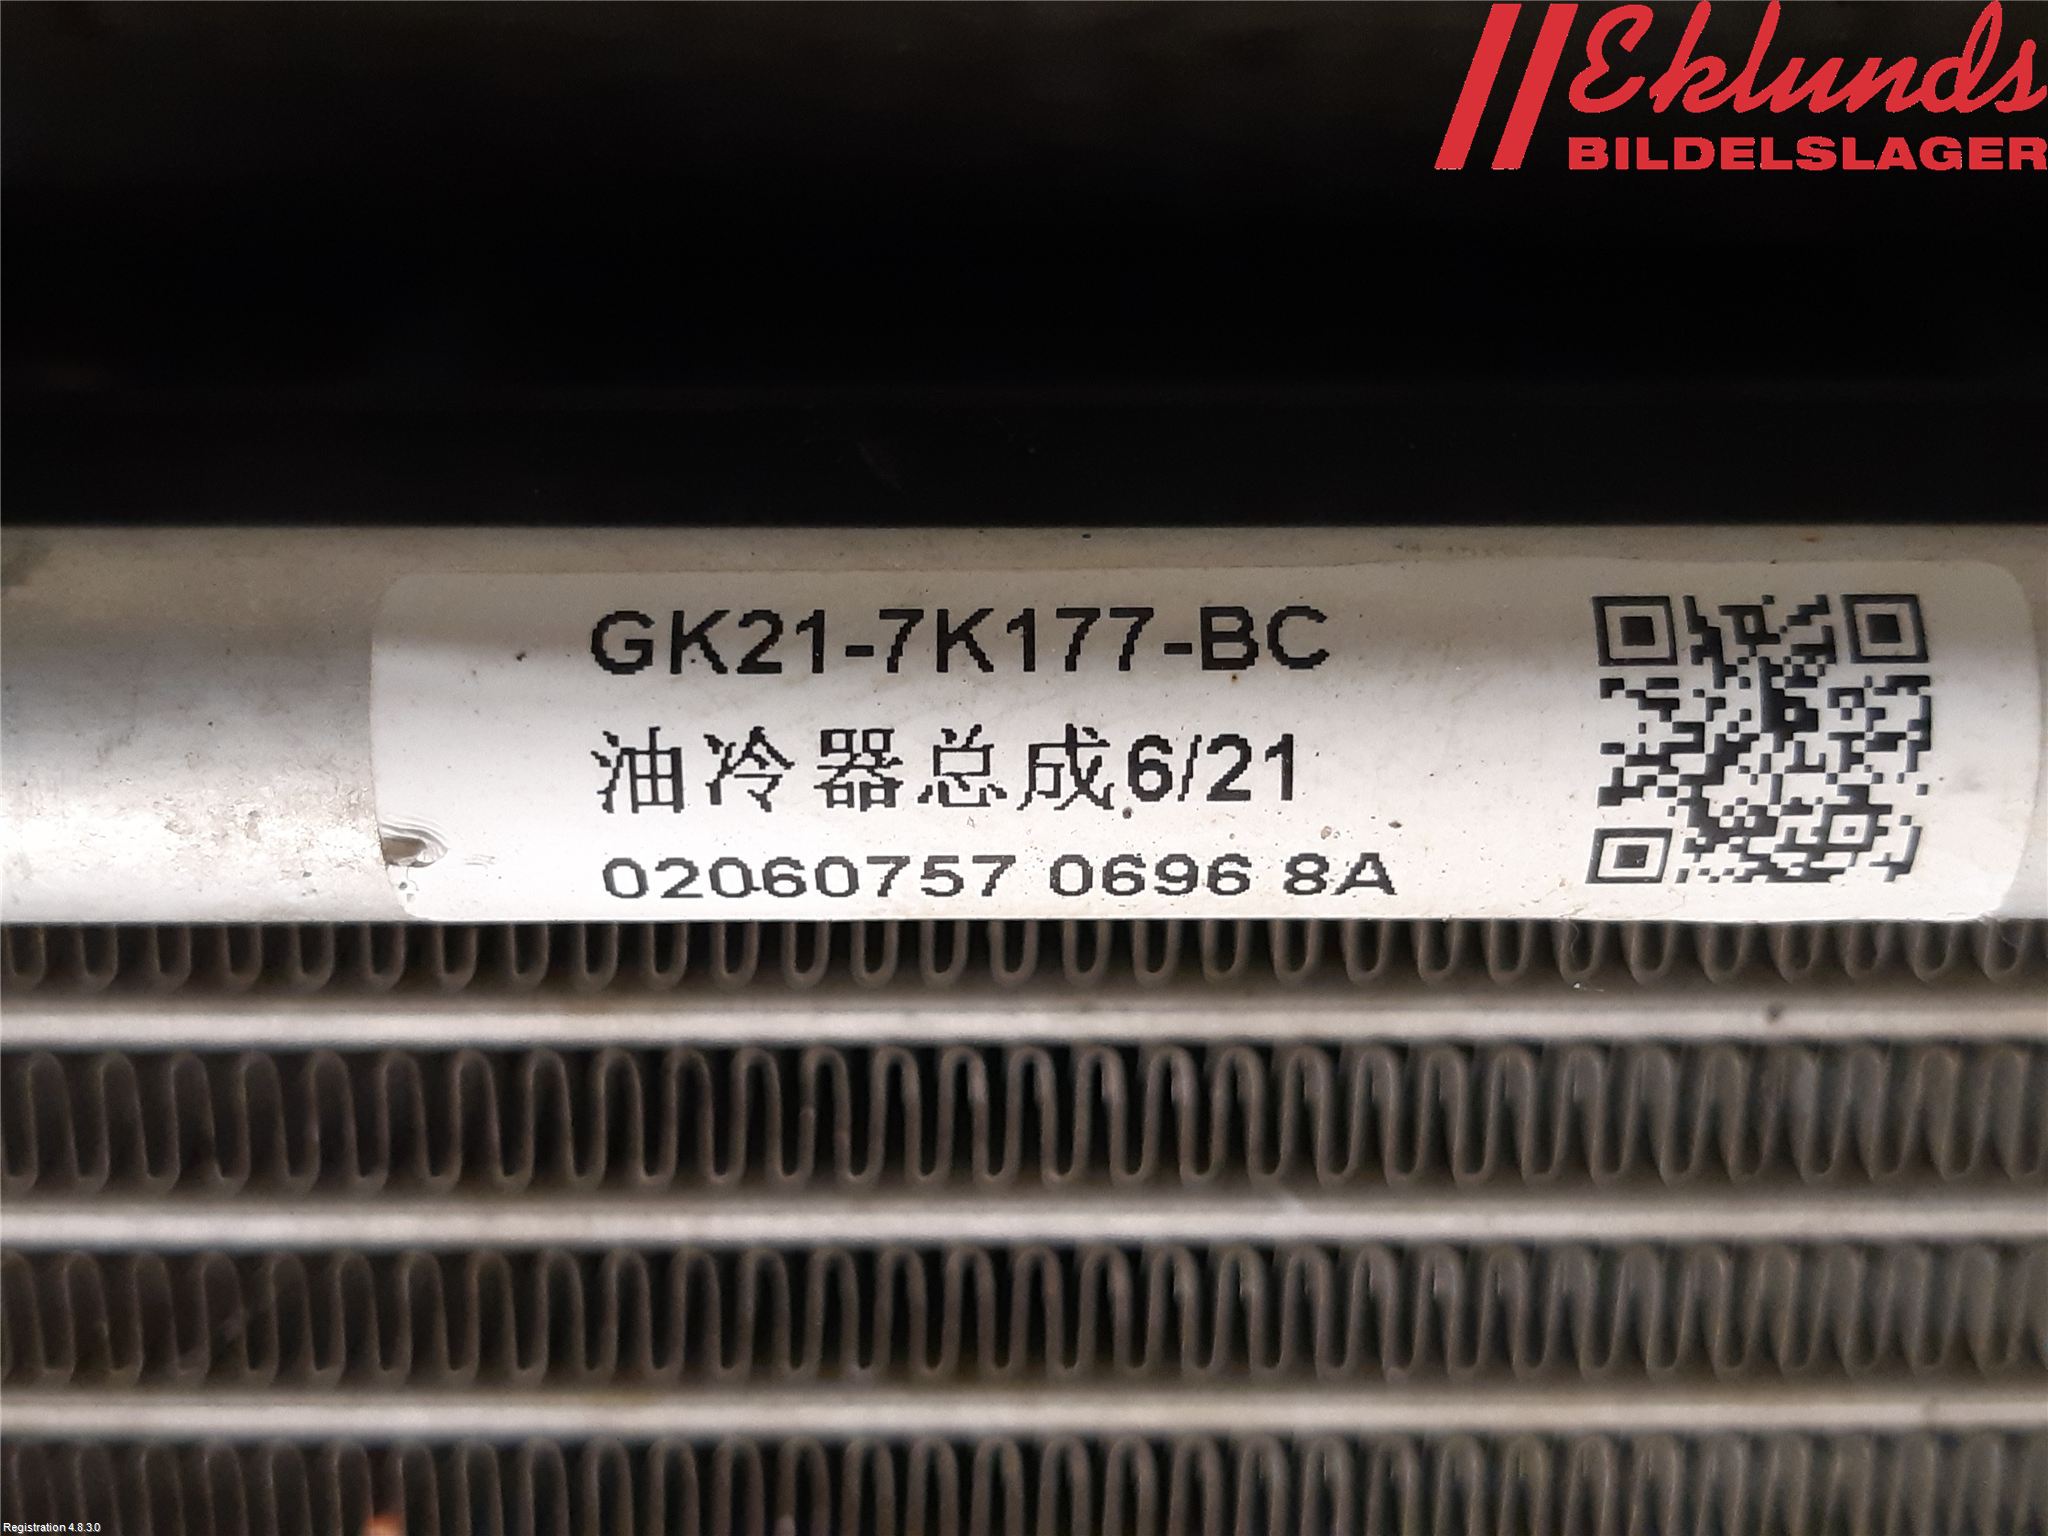 Eklunds
BILDELSLAGER
GK21-7K177-BC
油冷器总成6/21
02060757 0696 8A
Registration 4.8.3.0